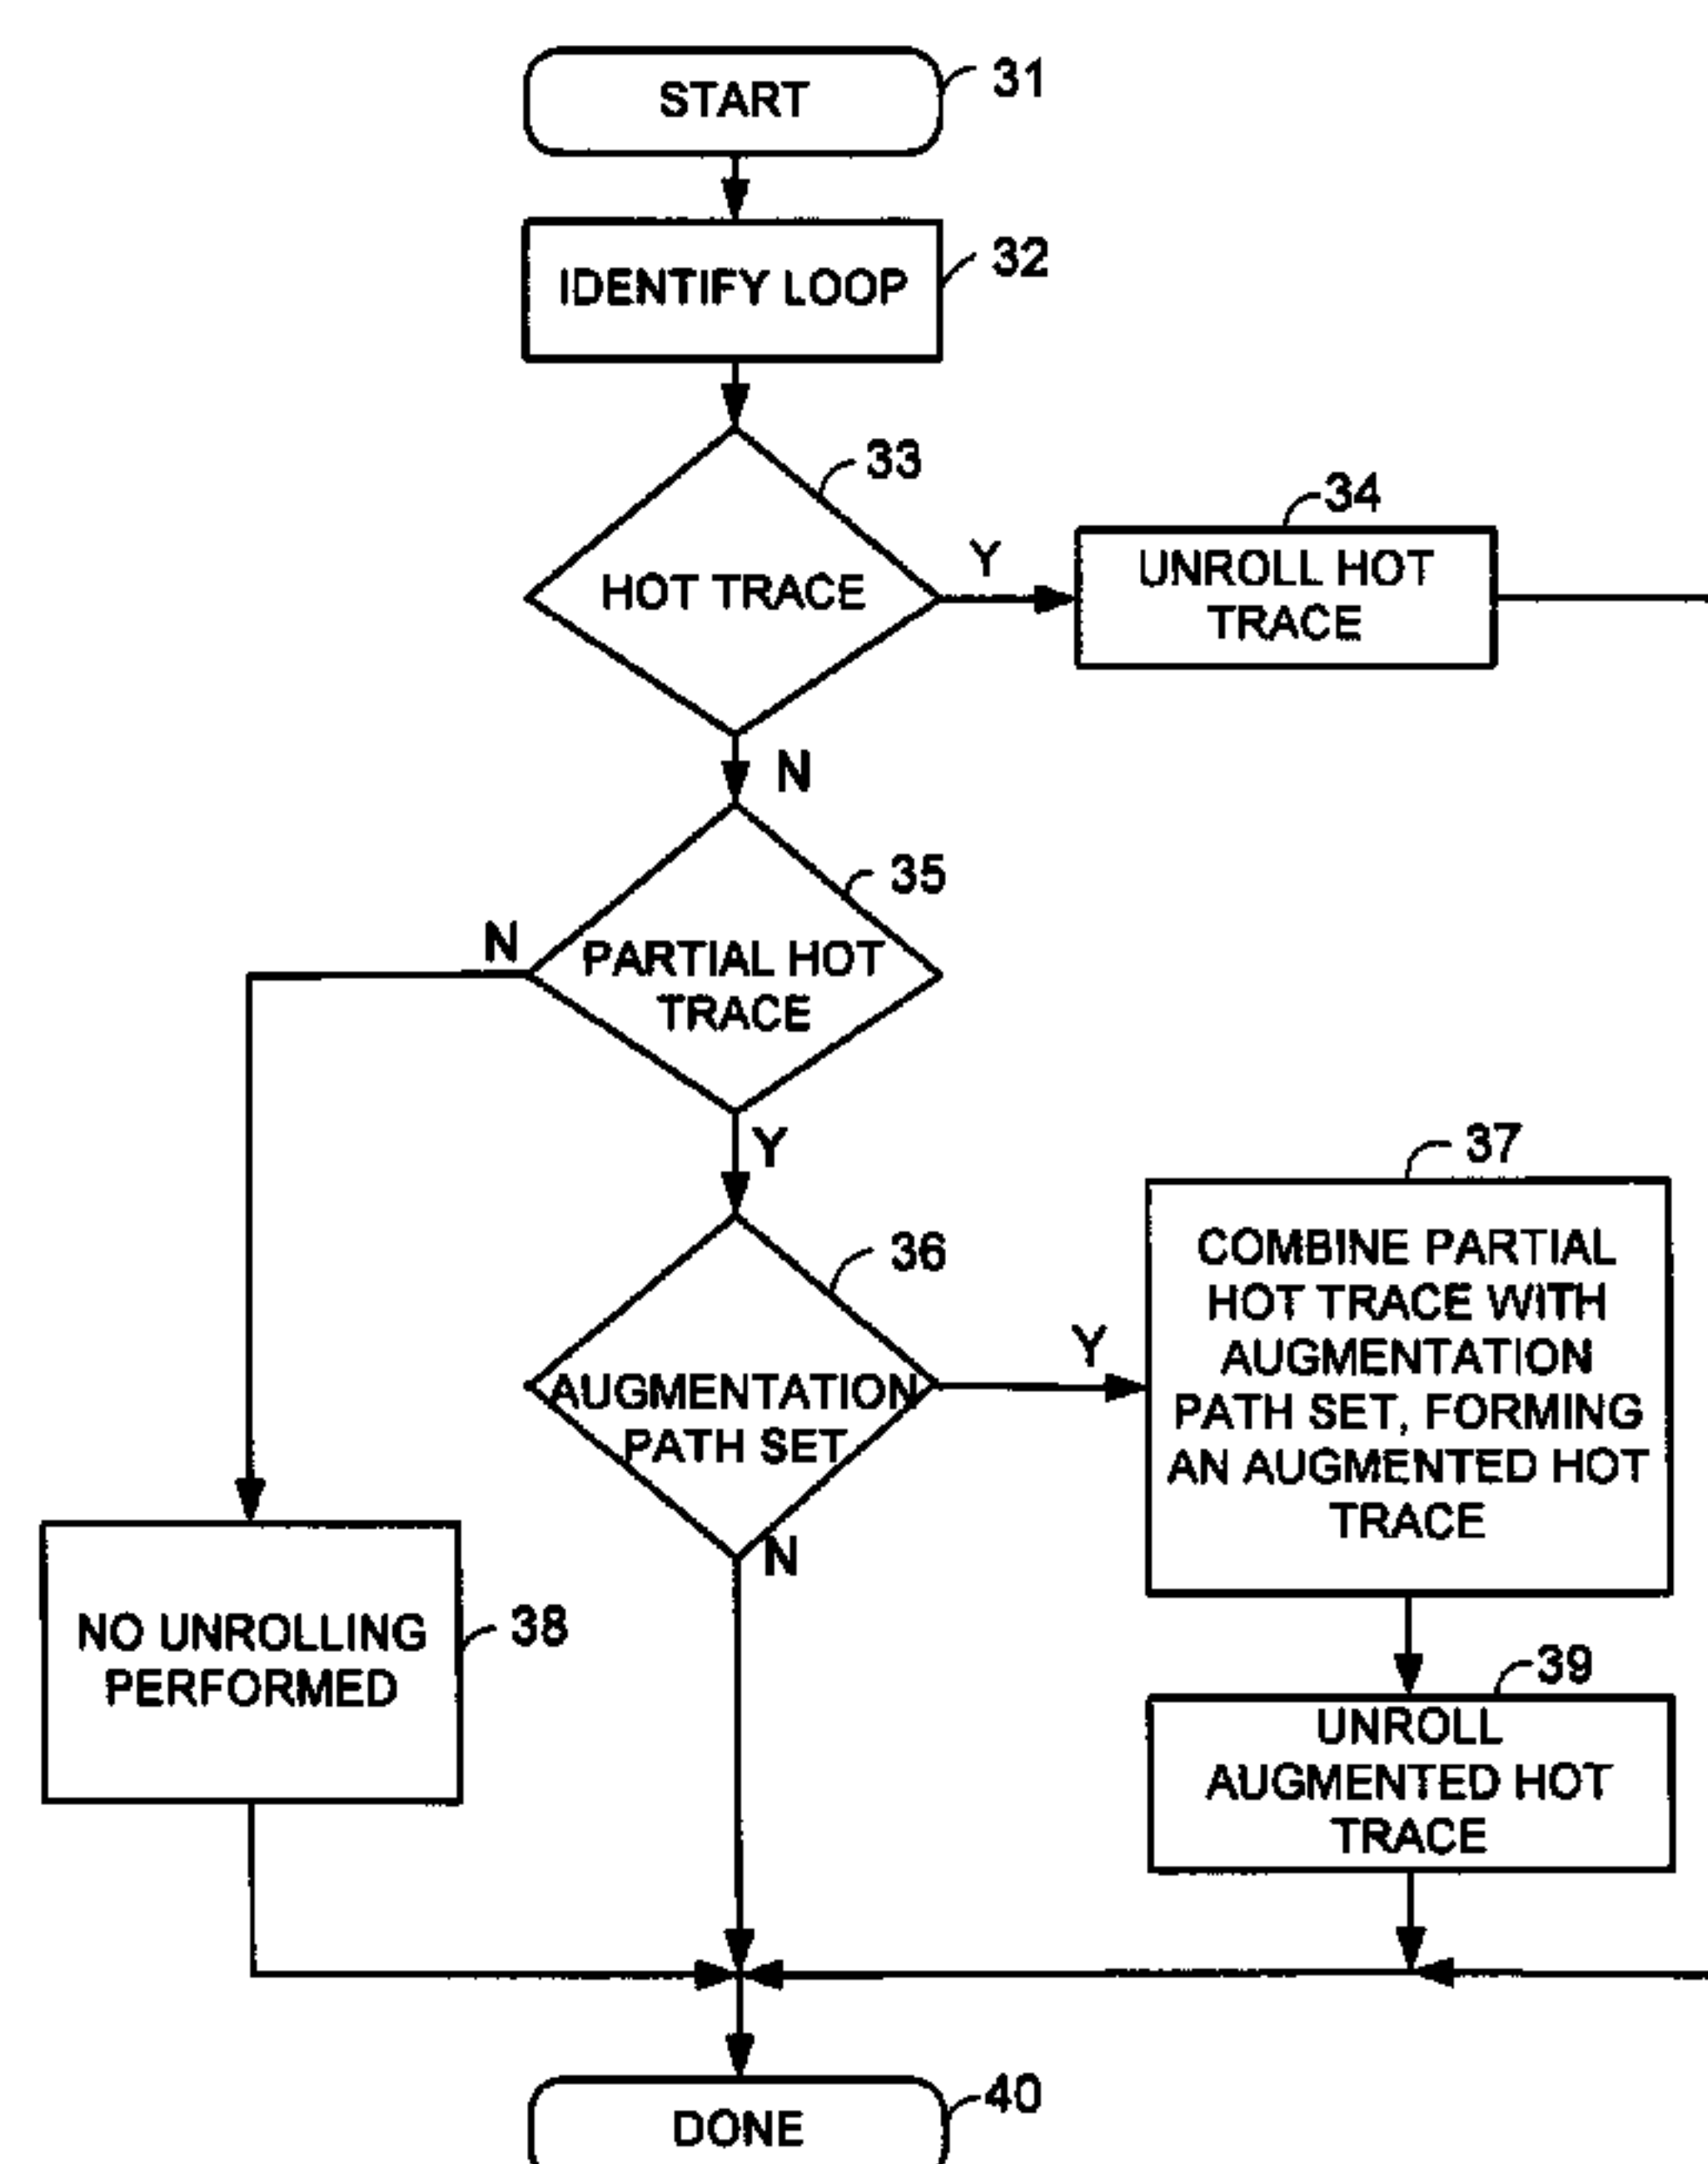 START
31
IDENTIFY LOOP
32
33
HOT TRACE
Y
34
UNROLL HOT
TRACE
N
35
N
PARTIAL HOT
TRACE
Y
36
AUGMENTATION
PATH SET
Y
37
COMBINE PARTIAL
HOT TRACE WITH
AUGMENTATION
PATH SET, FORMING
AN AUGMENTED HOT
TRACE
N
NO UNROLLING
PERFORMED
38
39
UNROLL
AUGMENTED HOT
TRACE
DONE
40